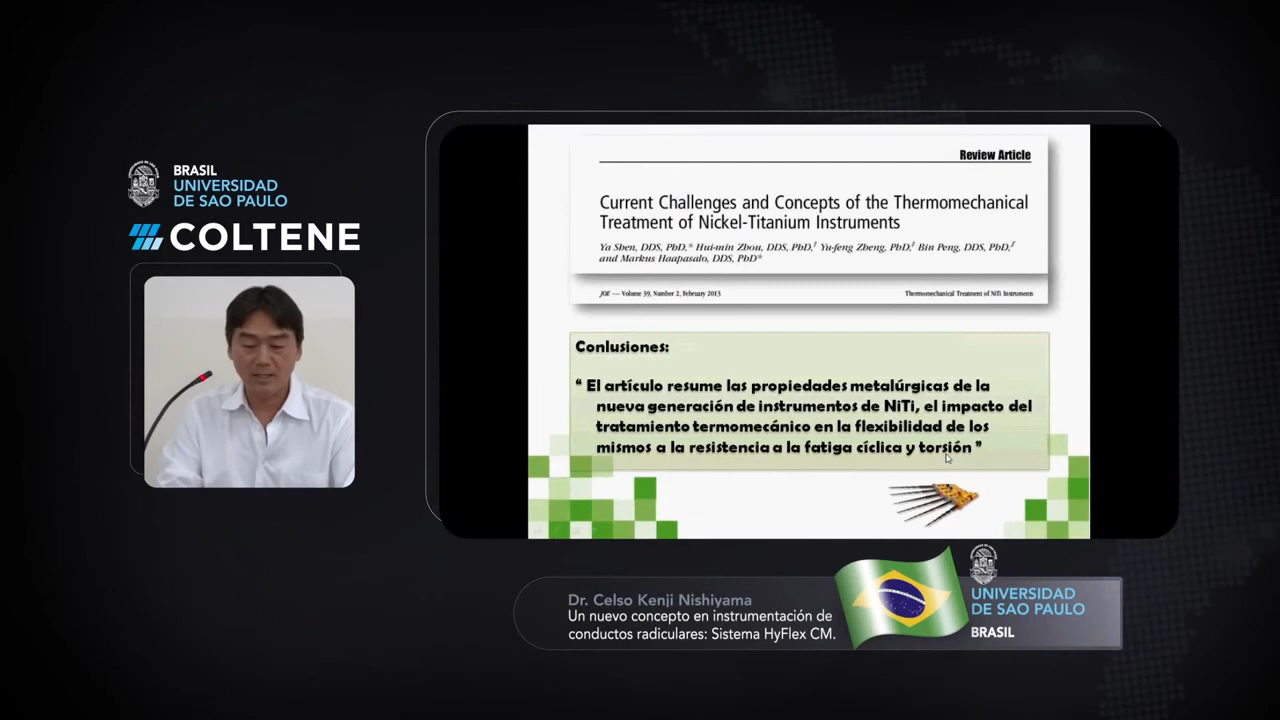 BRASIL
UNIVERSIDAD
DE SAO PAULO
COLTENE
Review Article
Current Challenges and Concepts of the Thermomechanical
Treatment of Nickel-Titanium Instruments
Ya Shen, DDS, PhD,* Hui-min Zhou, DDS, PhD,† Yu-feng Zheng, PhD,‡ Bin Peng, DDS, PhD,§
and Markus Haapasalo, DDS, PhD*
JOE — Volume 39, Number 2, February 2013
Thermomechanical Treatment of NiTi Instruments
Conlusiones:
“ El artículo resume las propiedades metalúrgicas de la
nueva generación de instrumentos de NiTi, el impacto del
tratamiento termomecánico en la flexibilidad de los
mismos a la resistencia a la fatiga cíclica y torsión ”
Dr. Celso Kenji Nishiyama
Un nuevo concepto en instrumentación de
conductos radiculares: Sistema HyFlex CM.
UNIVERSIDAD
DE SAO PAULO
BRASIL